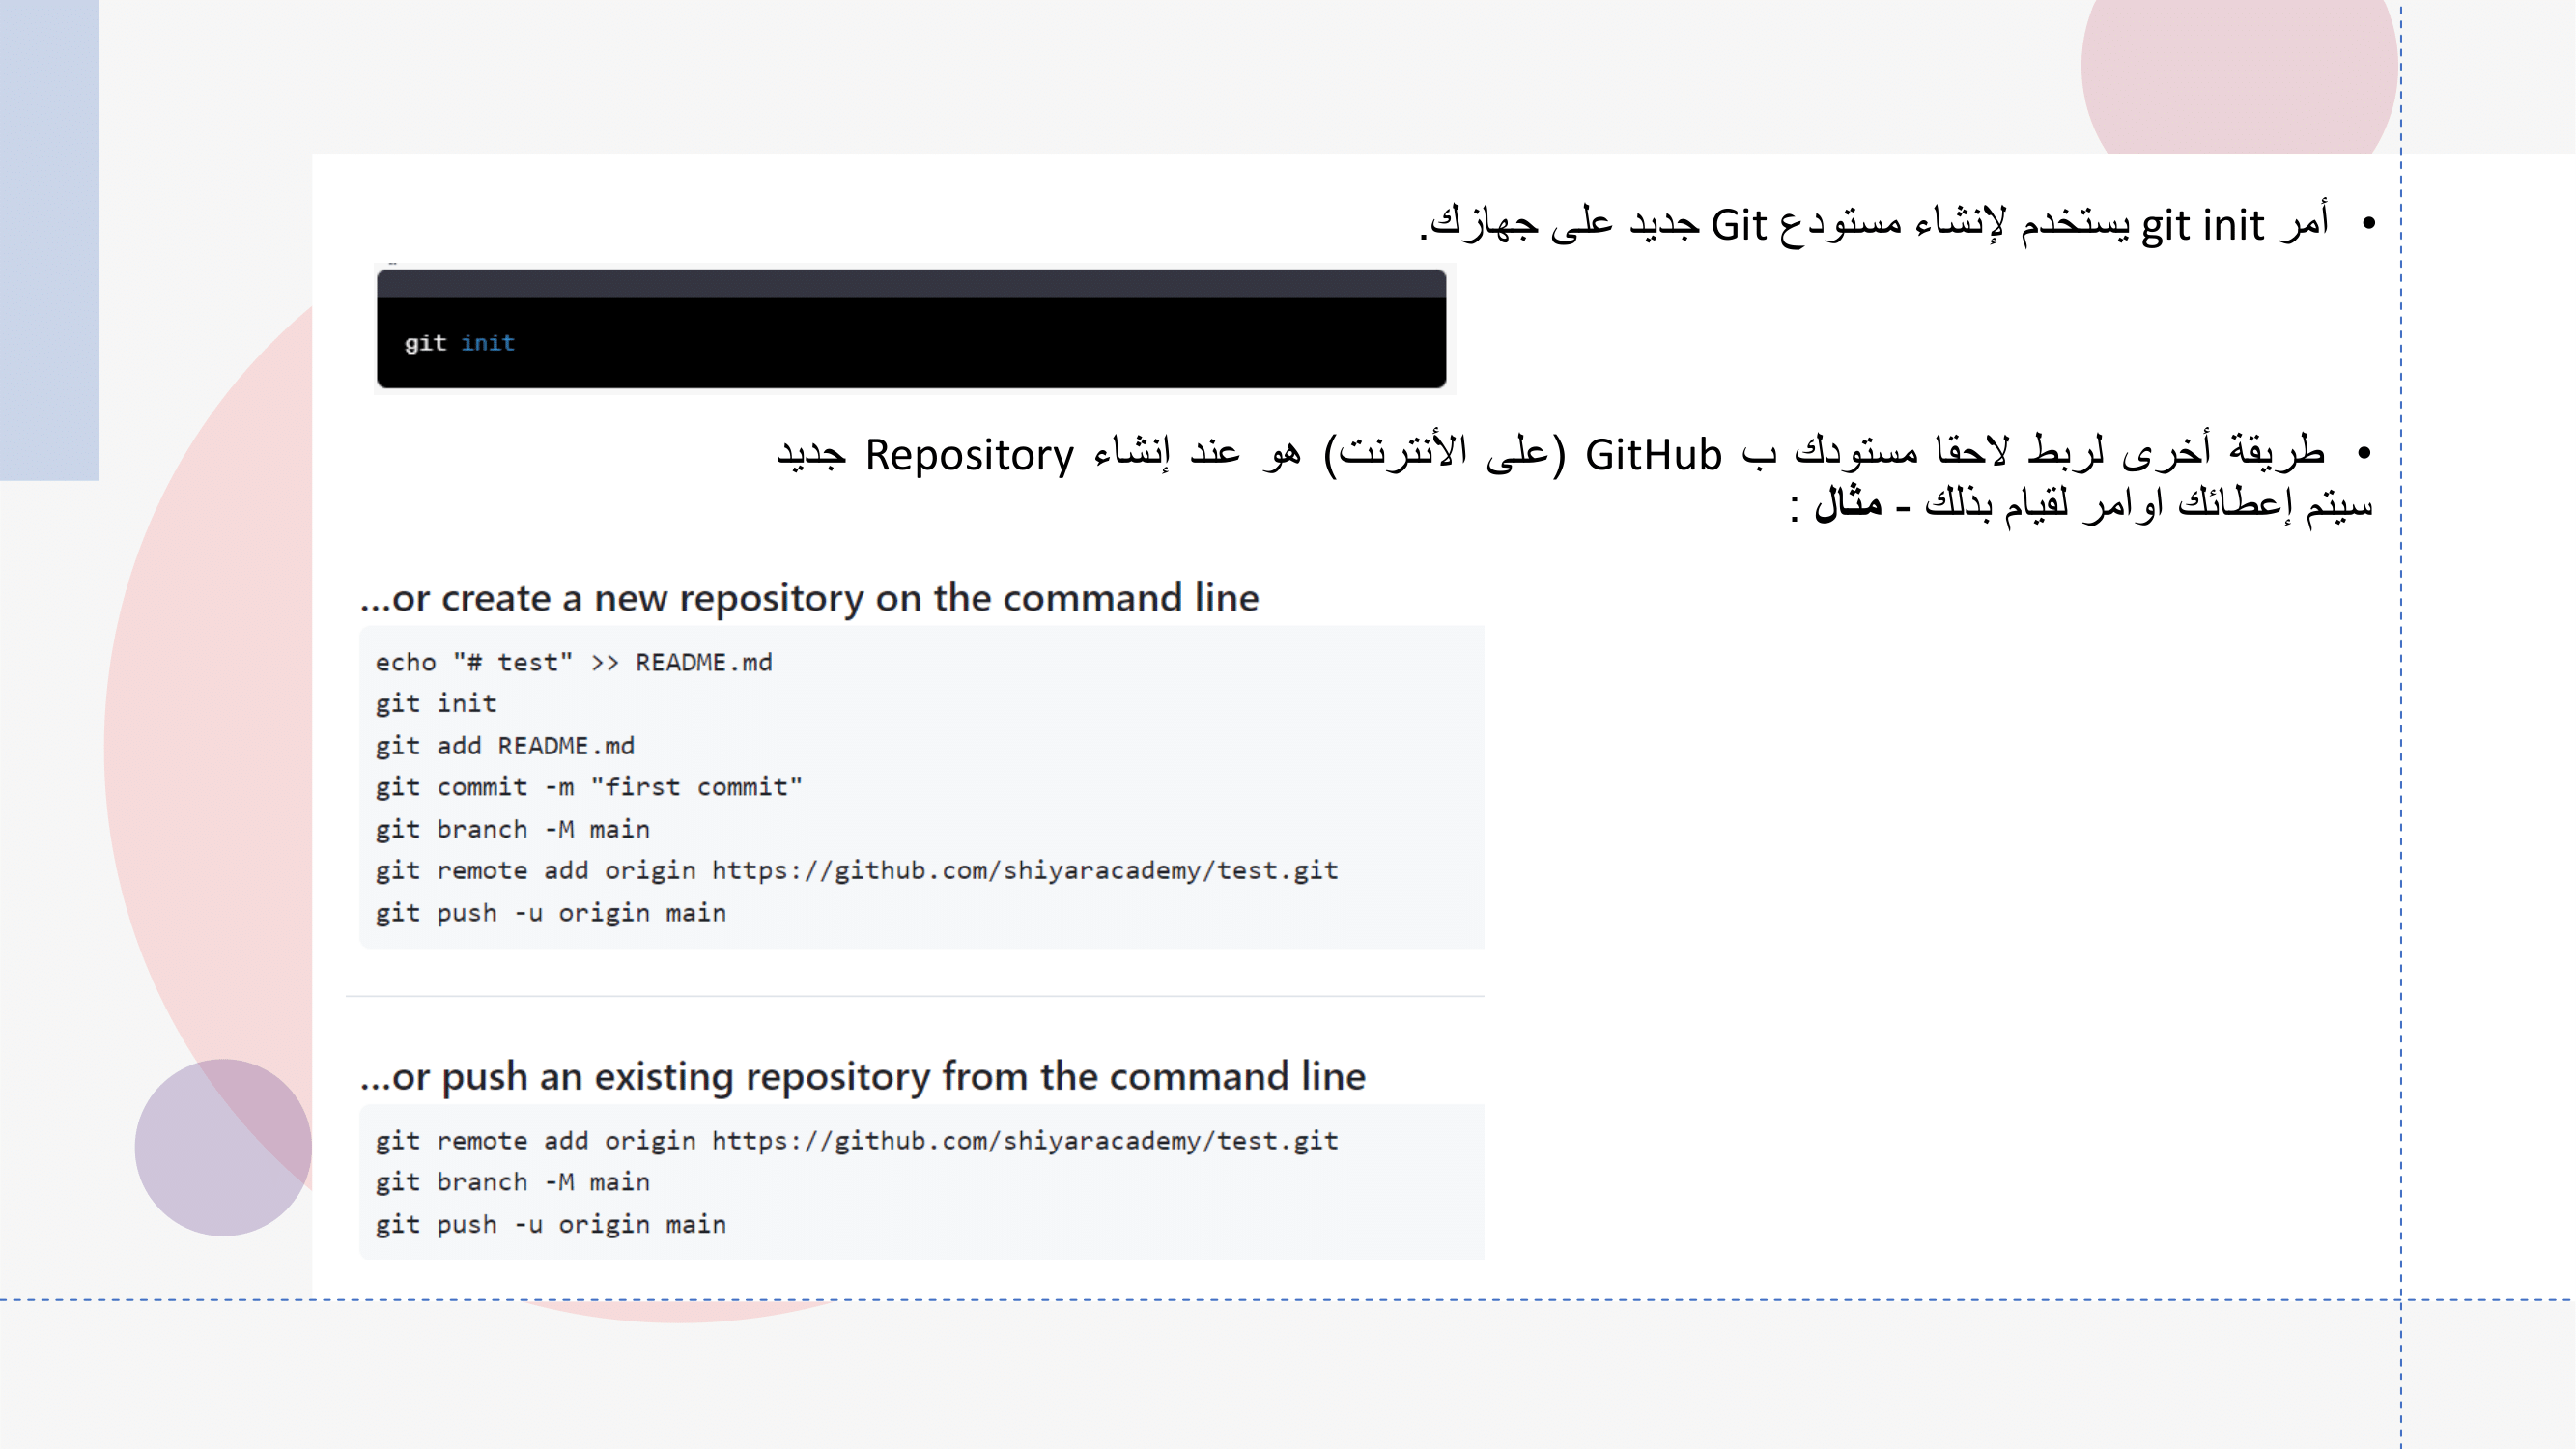 • أمر git init يستخدم لإنشاء مستودع Git جديد على جهازك.
git init
• طريقة أخرى لربط لاحقا مستودك ب GitHub (على الأنترنت) هو عند إنشاء Repository جديد
سيتم إعطائك اوامر لقيام بذلك - مثال :
...or create a new repository on the command line
echo "# test" >> README.md
git init
git add README.md
git commit -m "first commit"
git branch -M main
git remote add origin https://github.com/shiyaracademy/test.git
git push -u origin main
...or push an existing repository from the command line
git remote add origin https://github.com/shiyaracademy/test.git
git branch -M main
git push -u origin main